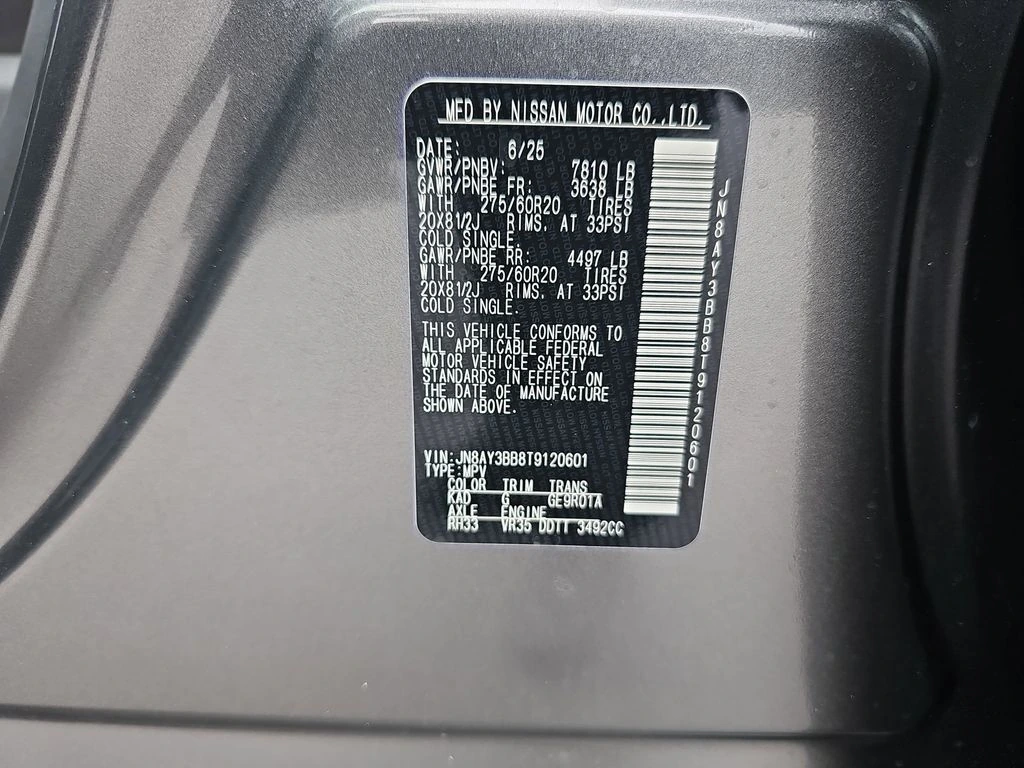 MFD BY NISSAN MOTOR CO.,LTD.
DATE: 6/25
GVWR/PNBV: 7810 LB
GAWR/PNBE FR: 3638 LB
WITH 275/60R20 TIRES
20X81/2J RIMS. AT 33PSI
COLD SINGLE.
GAWR/PNBE RR: 4497 LB
WITH 275/60R20 TIRES
20X81/2J RIMS. AT 33PSI
COLD SINGLE.
THIS VEHICLE CONFORMS TO
ALL APPLICABLE FEDERAL
MOTOR VEHICLE SAFETY
STANDARDS IN EFFECT ON
THE DATE OF MANUFACTURE
SHOWN ABOVE.
VIN:JN8AY3BB8T9120601
TYPE:MPV
COLOR TRIM TRANS
KAD G GE9R01A
AXLE ENGINE
RH33 VR35 DDTT 3492CC
JN8AY3BB8T9120601